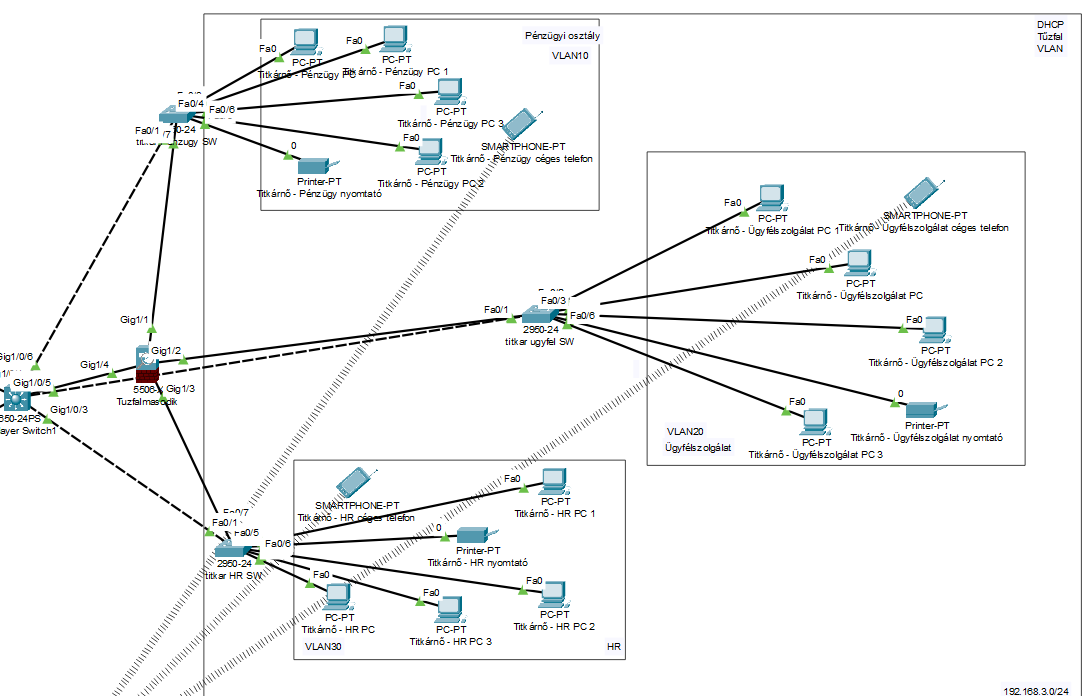 DHCP
Tűzfal
VLAN
Pénzügyi osztály
VLAN10
Fa0
PC-PT
Fa0
PC-PT
Titkárnő - Pénzügy PC 1
Fa0
PC-PT
Titkárnő - Pénzügy PC 3
SMARTPHONE-PT
Titkárnő - Pénzügy céges telefon
Fa0
PC-PT
Titkárnő - Pénzügy PC 2
0
Printer-PT
Titkárnő - Pénzügy nyomtató
Fa0/4
Fa0/6
Fa0/1
Fa0
PC-PT
Titkárnő - Ügyfélszolgálat PC 1
SMARTPHONE-PT
Titkárnő - Ügyfélszolgálat céges telefon
Fa0
PC-PT
Titkárnő - Ügyfélszolgálat PC
Fa0
PC-PT
Titkárnő - Ügyfélszolgálat PC 2
0
Printer-PT
Titkárnő - Ügyfélszolgálat nyomtató
Fa0
PC-PT
Titkárnő - Ügyfélszolgálat PC 3
VLAN20
Ügyfélszolgálat
Fa0/1
Fa0/3
Fa0/6
2950-24
titkar ugyfel SW
Gig1/1
Gig1/2
Gig1/4
Gig1/3
5506-X
Tuzfalmasodik
Gig1/0/6
Gig1/0/5
Gig1/0/3
Switch1
Fa0/7
Fa0/1
Fa0/5
Fa0/6
2950-24
titkar HR SW
SMARTPHONE-PT
Titkárnő - HR céges telefon
Fa0
PC-PT
Titkárnő - HR PC 1
0
Printer-PT
Titkárnő - HR nyomtató
Fa0
PC-PT
Titkárnő - HR PC
Fa0
PC-PT
Titkárnő - HR PC 3
Fa0
PC-PT
Titkárnő - HR PC 2
VLAN30
HR
192.168.3.0/24